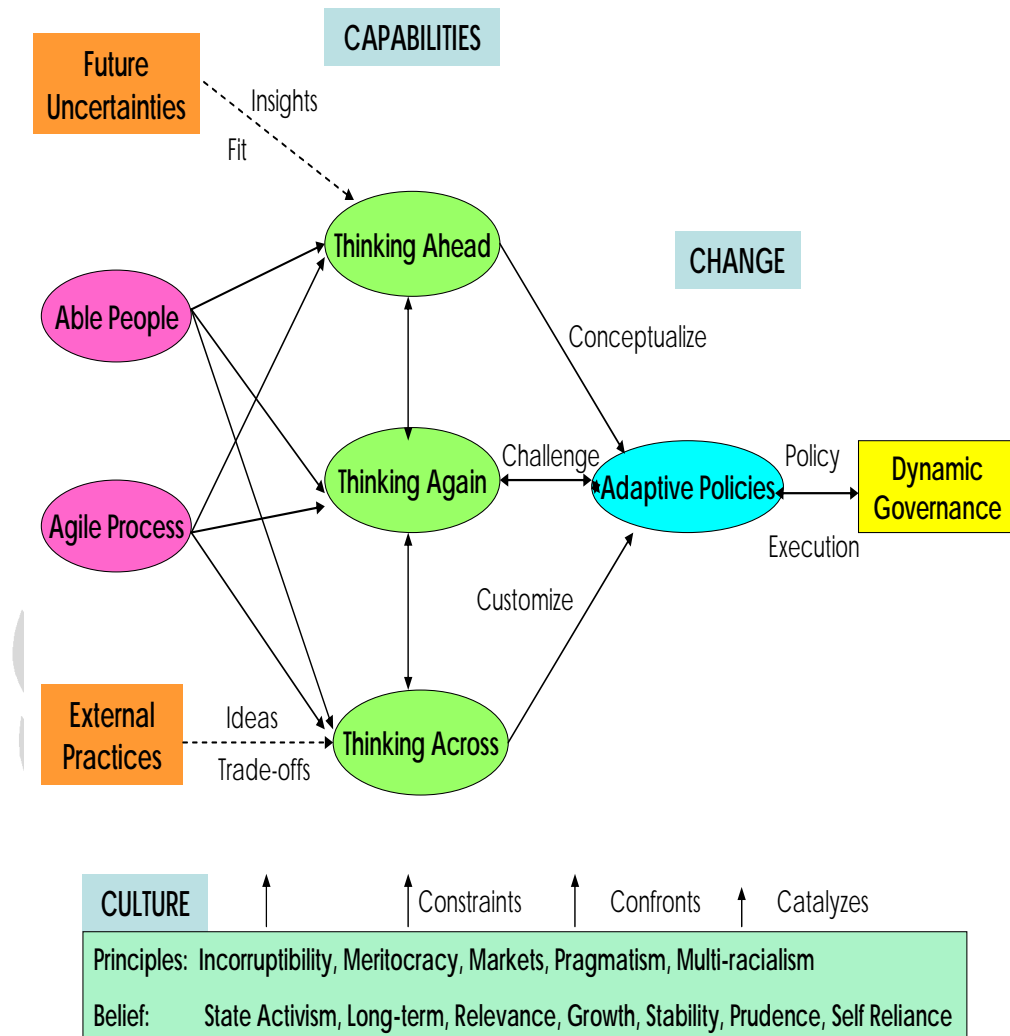 CAPABILITIES
Future
Uncertainties
Insights
Fit
Thinking Ahead
CHANGE
Able People
Conceptualize
Challenge
Policy
Thinking Again
Adaptive Policies
Dynamic
Governance
Agile Process
Execution
Customize
External
Practices
Ideas
Trade-offs
Thinking Across
CULTURE
Constraints
Confronts
Catalyzes
Principles: Incorruptibility, Meritocracy, Markets, Pragmatism, Multi-racialism
Belief: State Activism, Long-term, Relevance, Growth, Stability, Prudence, Self Reliance